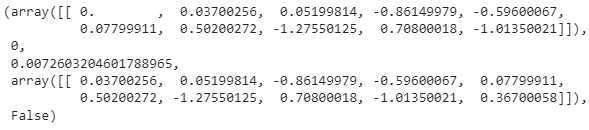 (array([[ 0.        ,  0.03700256,  0.05199814, -0.86149979, -0.59600067,
          0.07799911,  0.50200272, -1.27550125,  0.70800018, -1.01350021]]),
 0,
 0.0072603204601788965,
 array([[ 0.03700256,  0.05199814, -0.86149979, -0.59600067,  0.07799911,
          0.50200272, -1.27550125,  0.70800018, -1.01350021,  0.36700058]]),
 False)